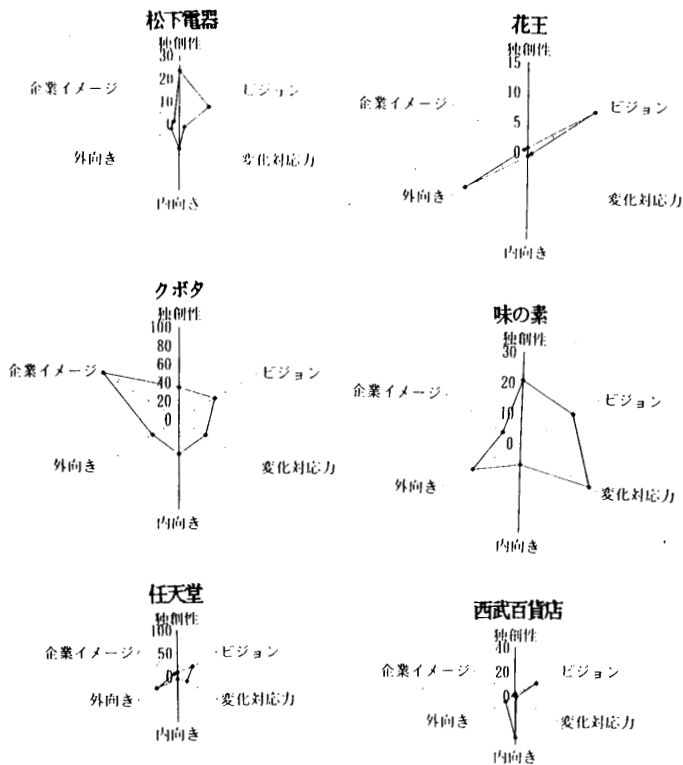 松下電器
独創性
30
20
10
0
企業イメージ
ビジョン
外向き
変化対応力
内向き
花王
独創性
15
10
5
0
企業イメージ
ビジョン
外向き
変化対応力
内向き
クボタ
独創性
100
80
60
40
20
0
企業イメージ
ビジョン
外向き
変化対応力
内向き
味の素
独創性
30
20
10
0
企業イメージ
ビジョン
外向き
変化対応力
内向き
任天堂
独創性
100
50
0
企業イメージ
ビジョン
外向き
変化対応力
内向き
西武百貨店
独創性
40
20
0
企業イメージ
ビジョン
外向き
変化対応力
内向き